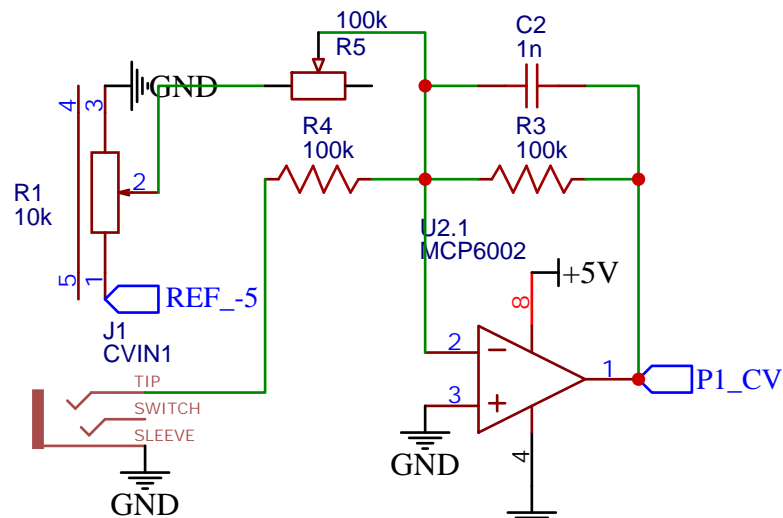 100k
R5
C2
1n
GND
4
3
R4
100k
R3
100k
2
R1
10k
U2.1
MCP6002
+5V
8
5
1
REF_-5
J1
CVIN1
2
1
P1_CV
TIP
3
SWITCH
SLEEVE
GND
4
GND